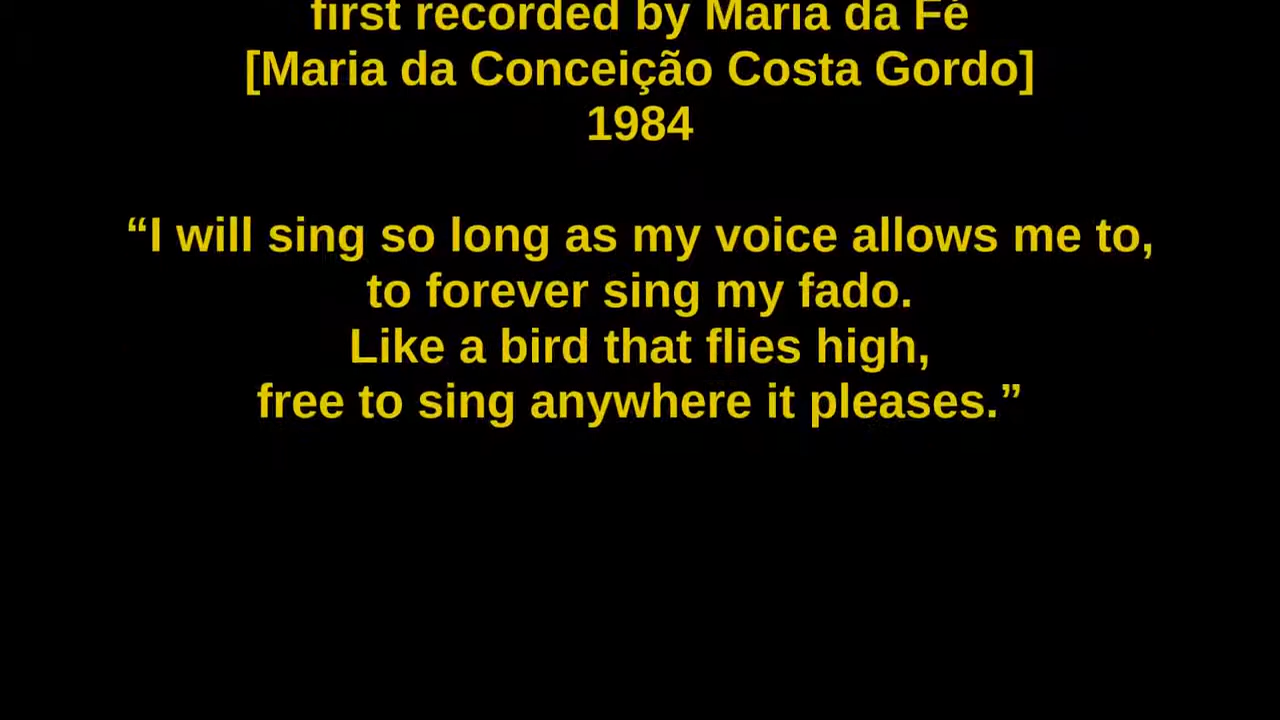 first recorded by Maria da Fé
[Maria da Conceição Costa Gordo]
1984
“I will sing so long as my voice allows me to,
to forever sing my fado.
Like a bird that flies high,
free to sing anywhere it pleases.”